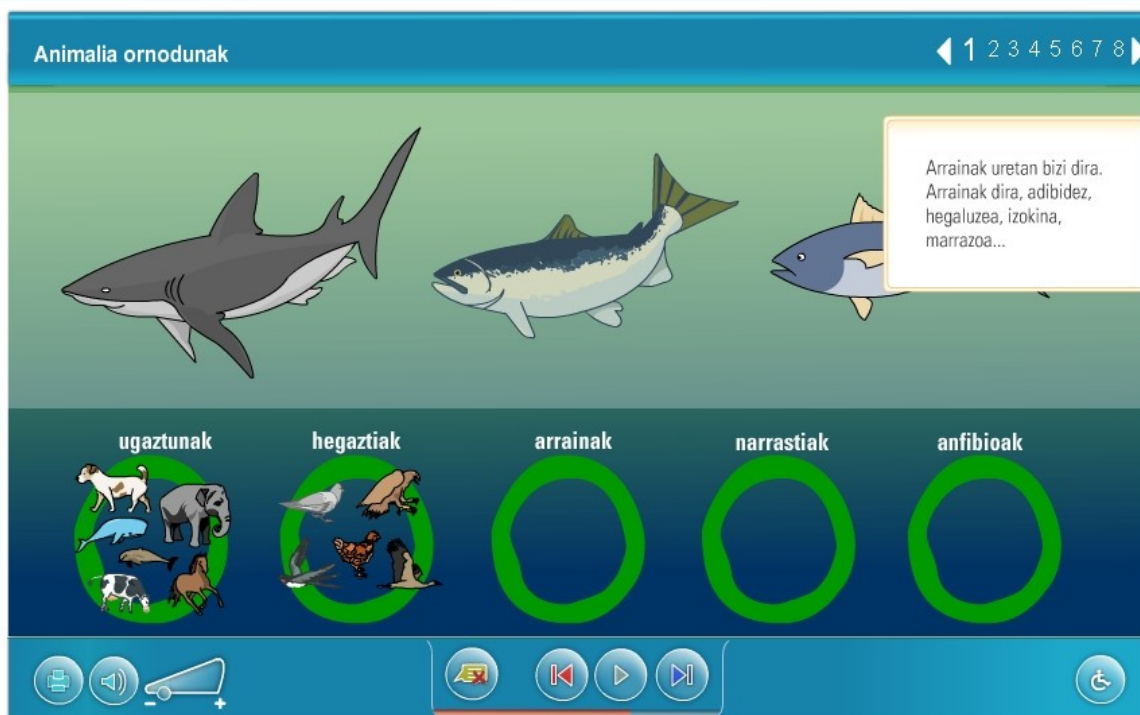 Animalia ornodunak
1 2 3 4 5 6 7 8
Arrainak uretan bizi dira.
Arrainak dira, adibidez,
hegaluzea, izokina,
marrazoa...
ugaztunak hegaztiak arrainak narrastiak anfibioak
- +